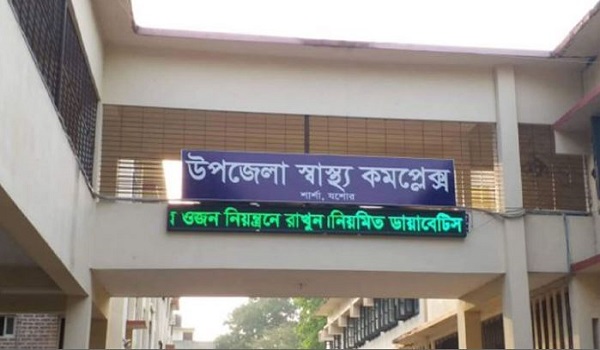 উপজেলা স্বাস্থ্য কমপ্লেক্স
শার্শা, যশোর
ওজন নিয়ন্ত্রনে রাখুন।নিয়মিত ডায়াবেটিস